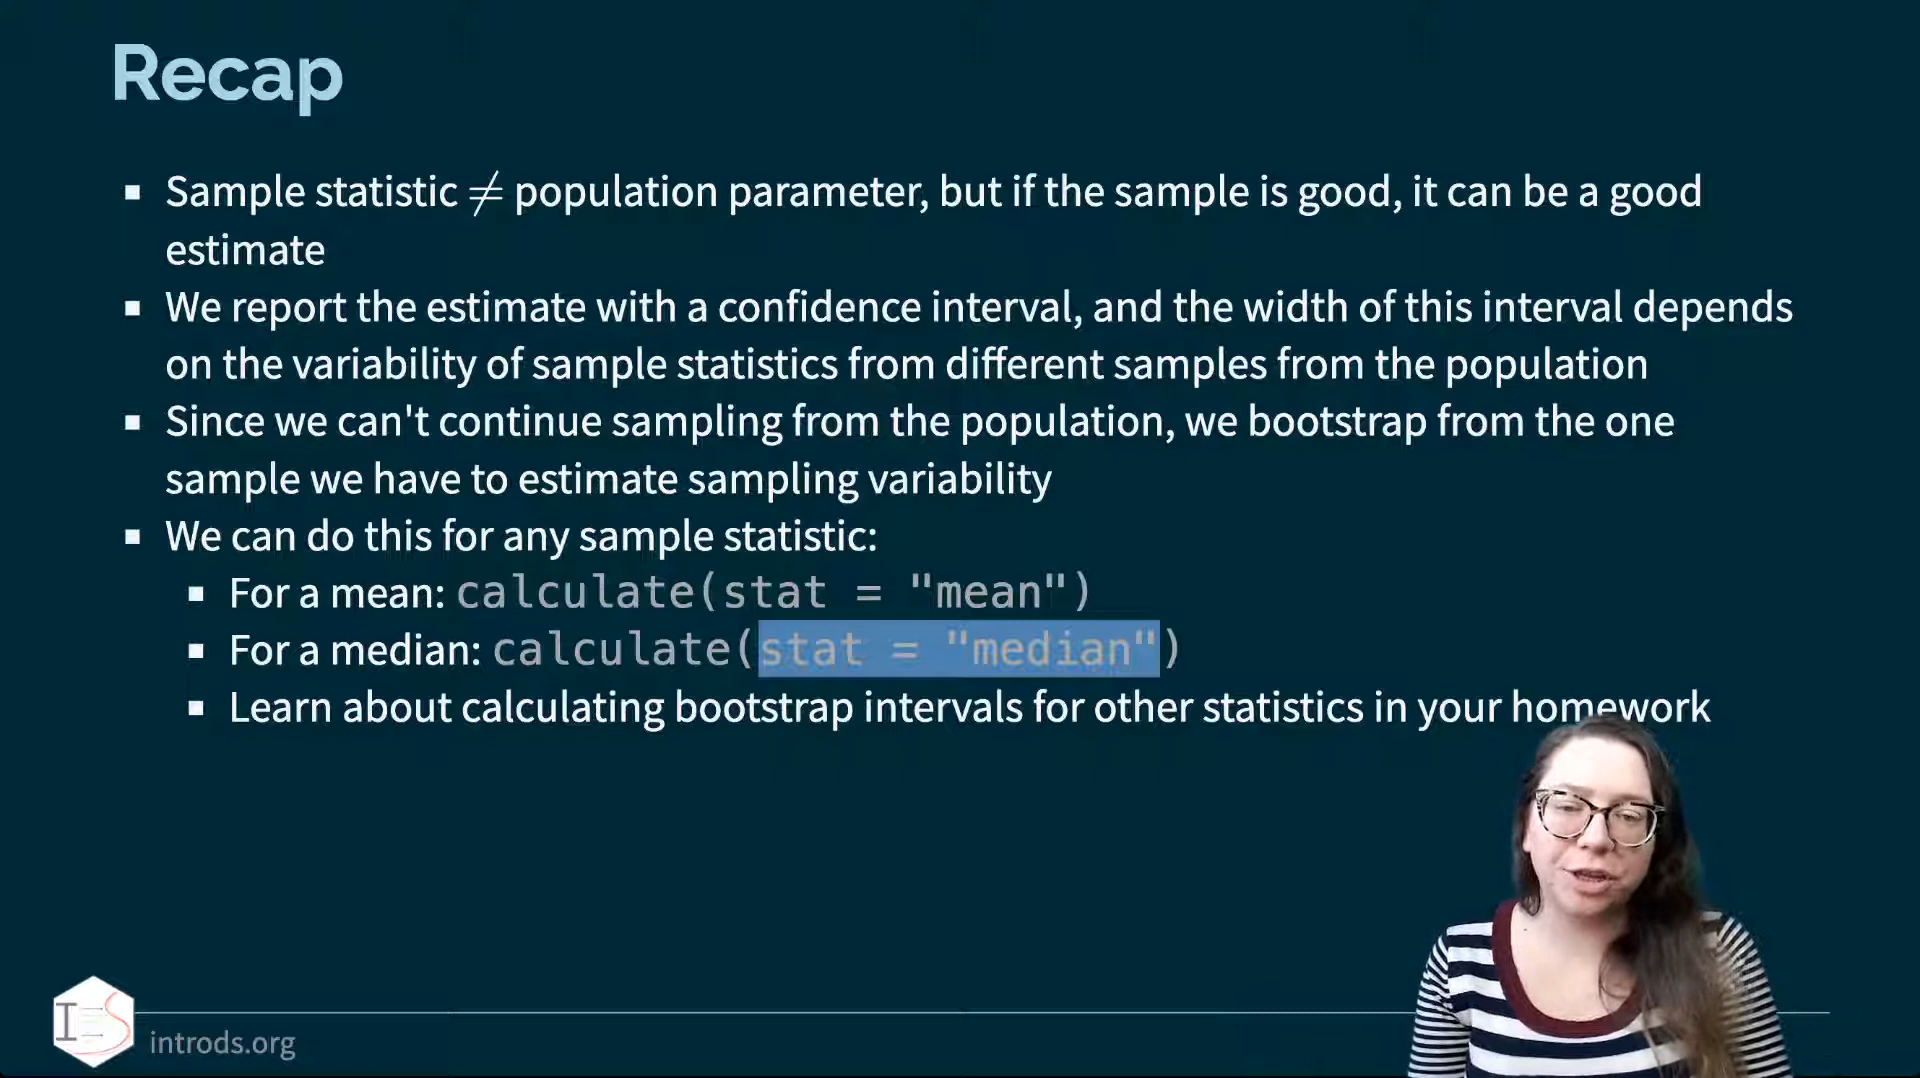 Recap
Sample statistic ≠ population parameter, but if the sample is good, it can be a good
estimate
We report the estimate with a confidence interval, and the width of this interval depends
on the variability of sample statistics from different samples from the population
Since we can't continue sampling from the population, we bootstrap from the one
sample we have to estimate sampling variability
We can do this for any sample statistic:
For a mean: calculate(stat = "mean")
For a median: calculate(stat = "median")
Learn about calculating bootstrap intervals for other statistics in your homework
introds.org